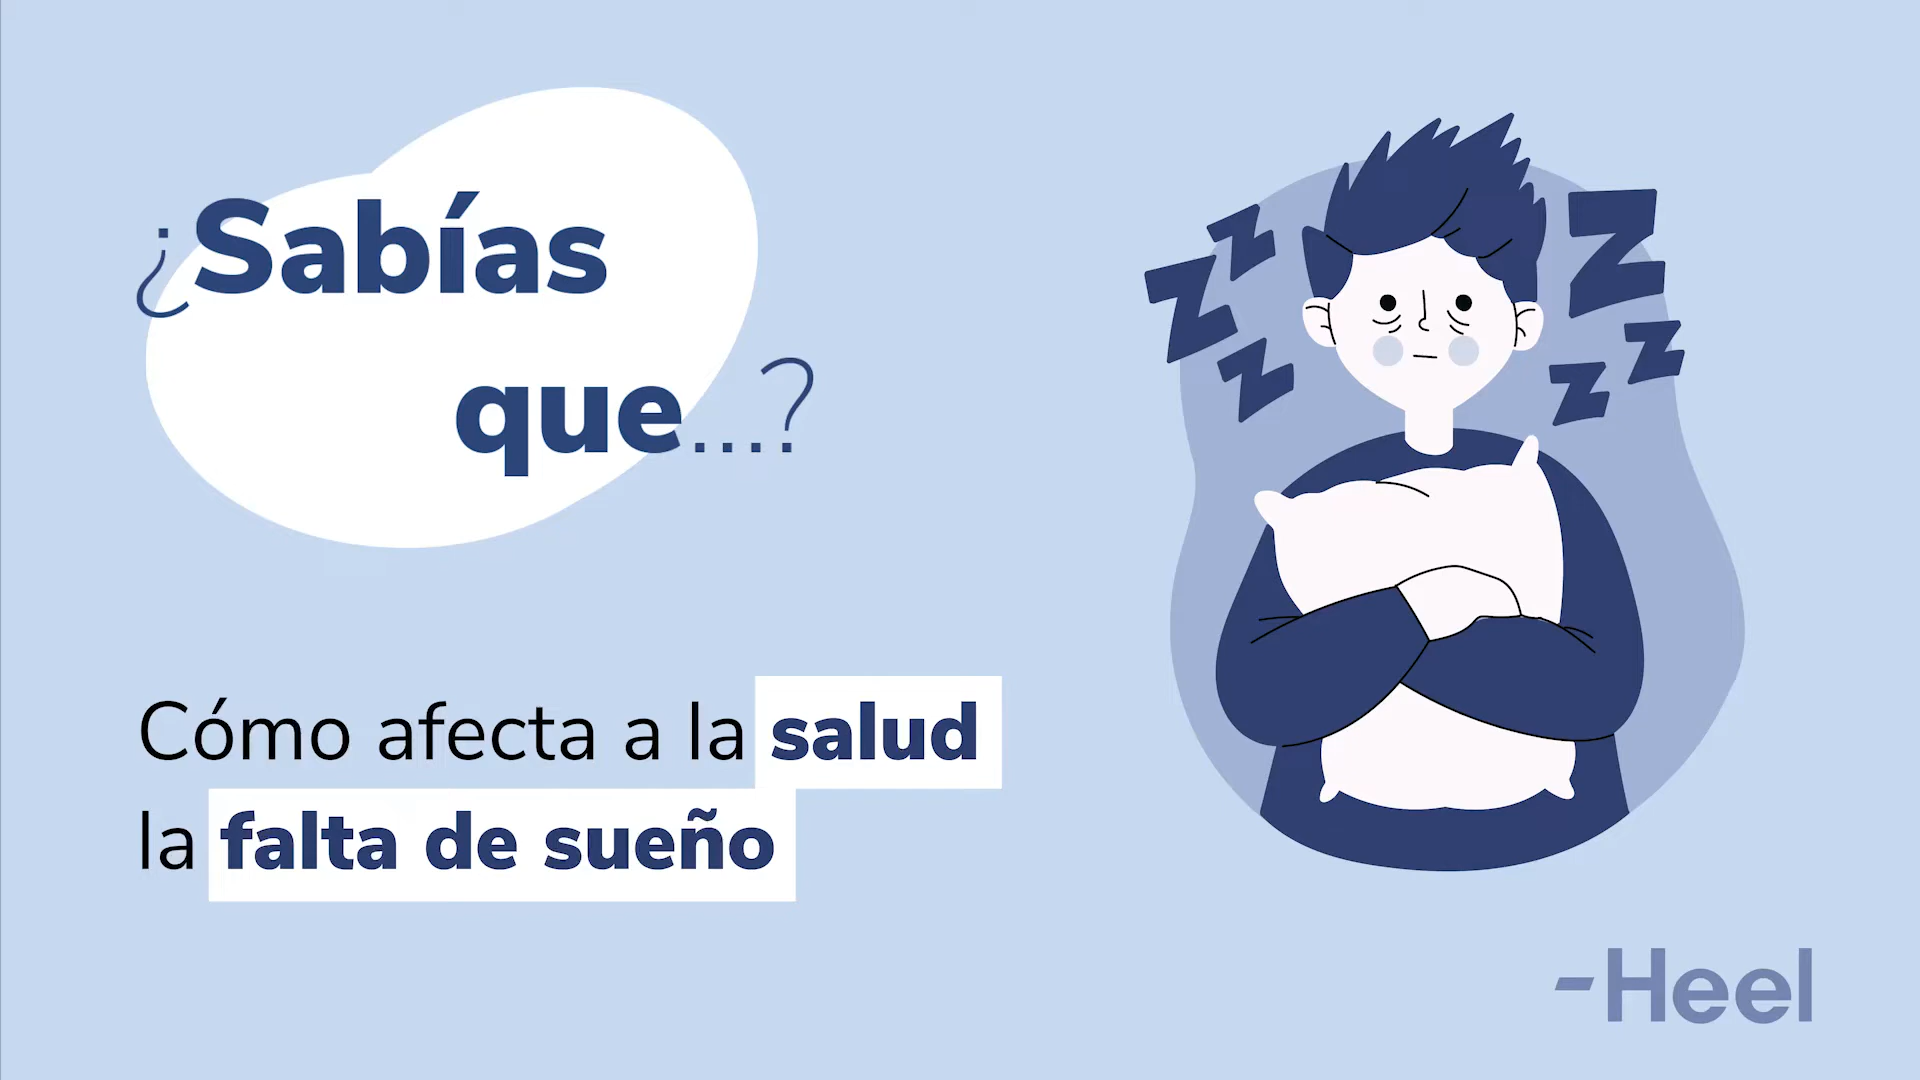 ¿Sabías
que...?
Cómo afecta a la salud
la falta de sueño
z
z
z
z
z
z
-Heel